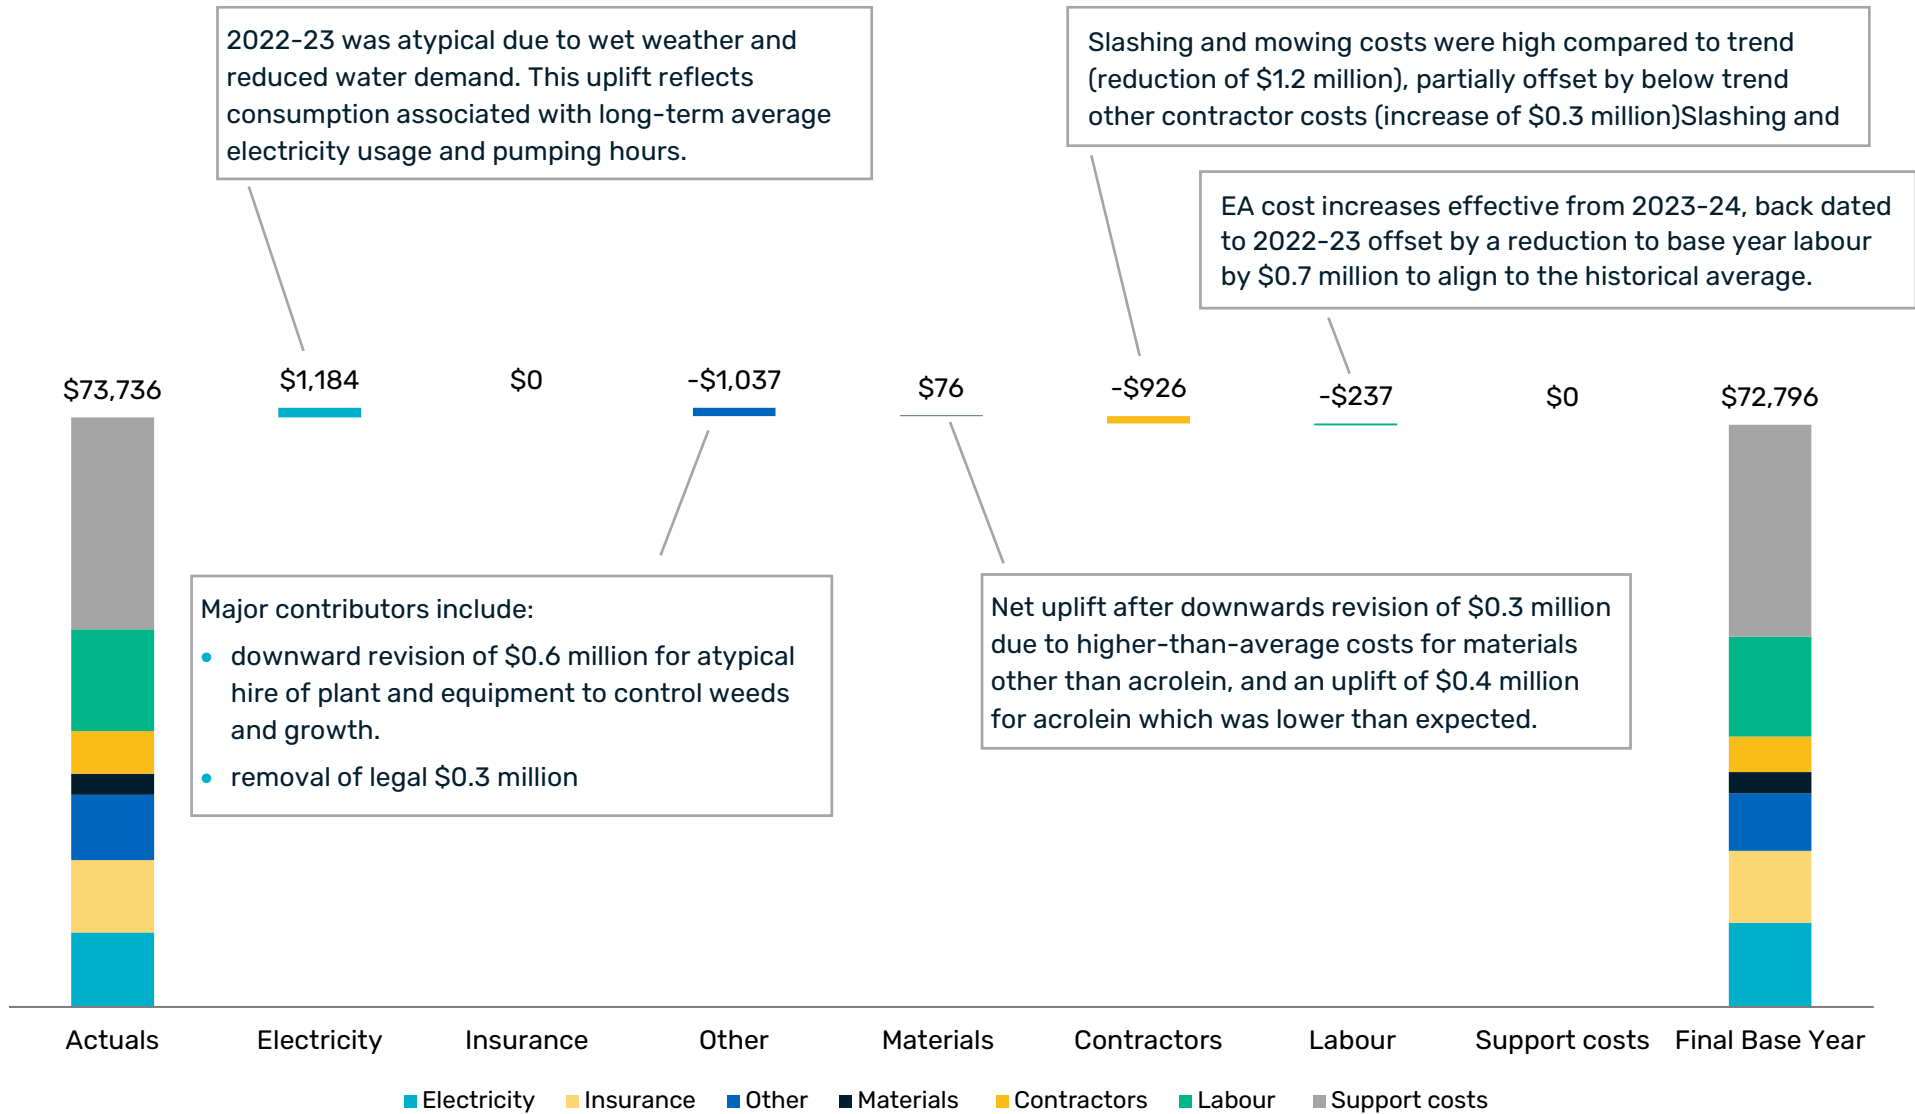 2022-23 was atypical due to wet weather and
reduced water demand. This uplift reflects
consumption associated with long-term average
electricity usage and pumping hours.
Slashing and mowing costs were high compared to trend
(reduction of $1.2 million), partially offset by below trend
other contractor costs (increase of $0.3 million)Slashing and
EA cost increases effective from 2023-24, back dated
to 2022-23 offset by a reduction to base year labour
by $0.7 million to align to the historical average.
$73,736
$1,184
$0
-$1,037
$76
-$926
-$237
$0
$72,796
Major contributors include:
• downward revision of $0.6 million for atypical
hire of plant and equipment to control weeds
and growth.
• removal of legal $0.3 million
Net uplift after downwards revision of $0.3 million
due to higher-than-average costs for materials
other than acrolein, and an uplift of $0.4 million
for acrolein which was lower than expected.
Actuals
Electricity
Insurance
Other
Materials
Contractors
Labour
Support costs
Final Base Year
Electricity
Insurance
Other
Materials
Contractors
Labour
Support costs